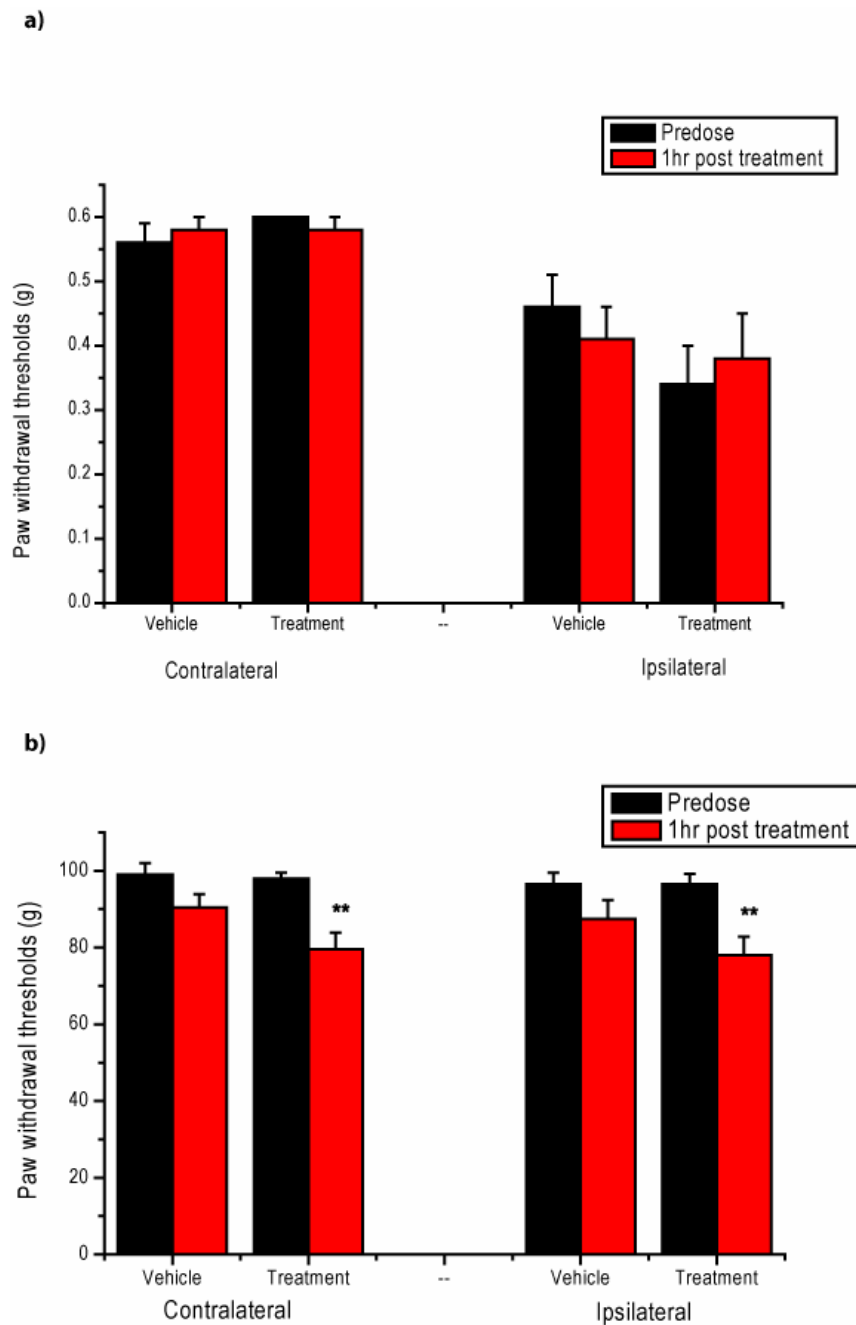 a)
Predose
1hr post treatment
Paw withdrawal thresholds (g)
0.6
0.5
0.4
0.3
0.2
0.1
0.0
Vehicle Treatment -- Vehicle Treatment
Contralateral Ipsilateral
b)
Predose
1hr post treatment
Paw withdrawal thresholds (g)
100
80
60
40
20
0
** **
Vehicle Treatment -- Vehicle Treatment
Contralateral Ipsilateral